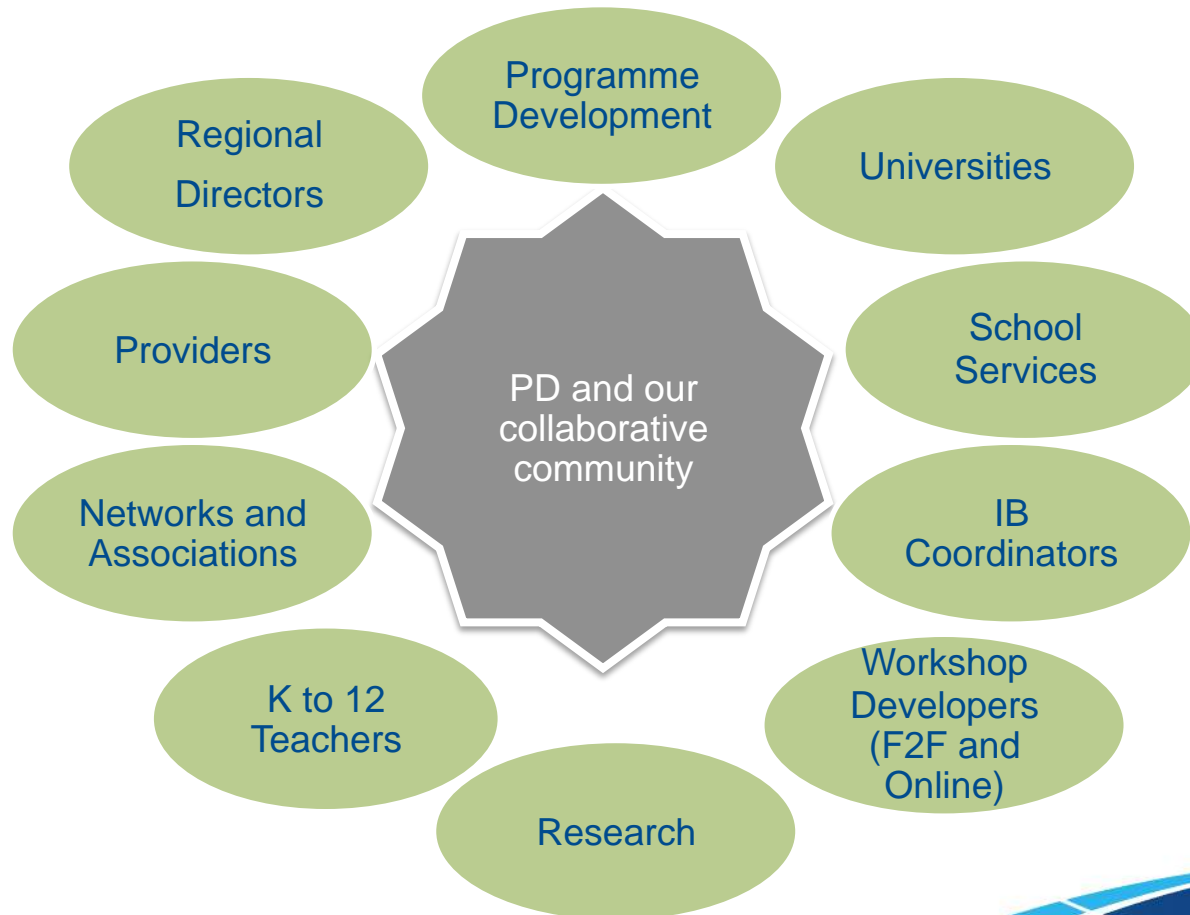 Programme
Development
Regional
Directors
Universities
Providers
School
Services
PD and our
collaborative
community
Networks and
Associations
IB
Coordinators
K to 12
Teachers
Workshop
Developers
(F2F and
Online)
Research